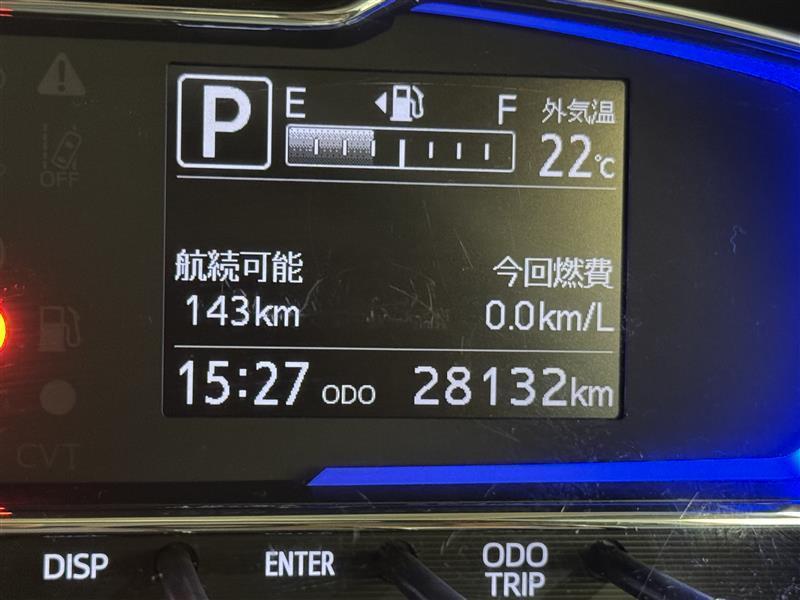 P E F 外気温
22℃
OFF
航続可能 今回燃費
143km 0.0km/L
15:27 ODO 28132km
CVT
DISP ENTER ODO TRIP